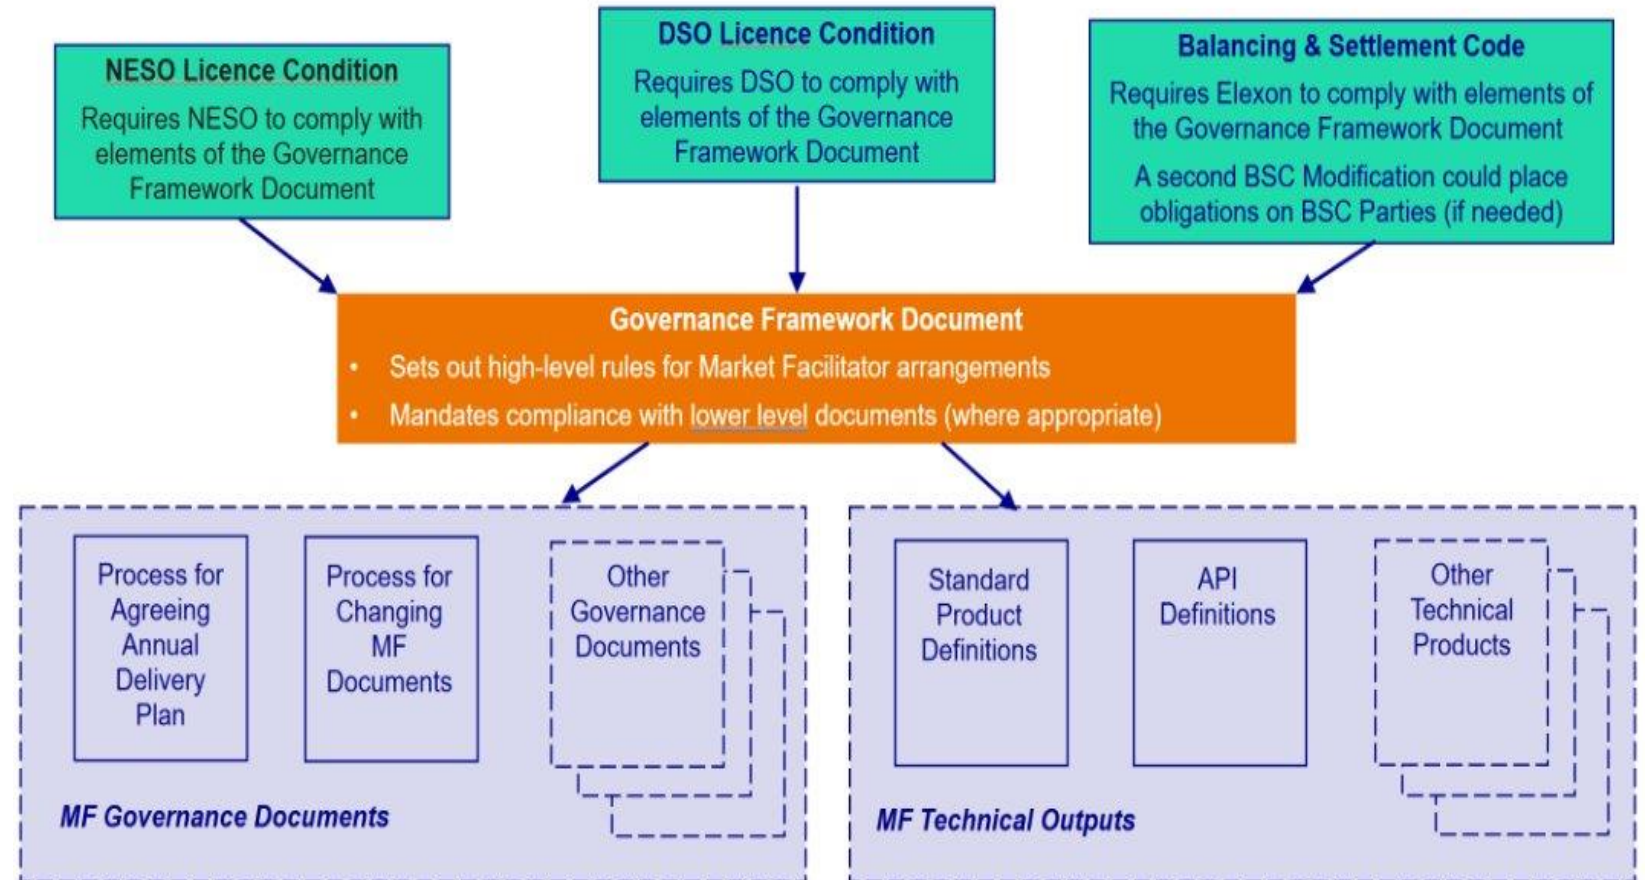 NESO Licence Condition
Requires NESO to comply with
elements of the Governance
Framework Document
DSO Licence Condition
Requires DSO to comply with
elements of the Governance
Framework Document
Balancing & Settlement Code
Requires Elexon to comply with elements of
the Governance Framework Document
A second BSC Modification could place
obligations on BSC Parties (if needed)
Governance Framework Document
• Sets out high-level rules for Market Facilitator arrangements
• Mandates compliance with lower level documents (where appropriate)
Process for
Agreeing
Annual
Delivery
Plan
Process for
Changing
MF
Documents
Other
Governance
Documents
MF Governance Documents
Standard
Product
Definitions
API
Definitions
Other
Technical
Products
MF Technical Outputs